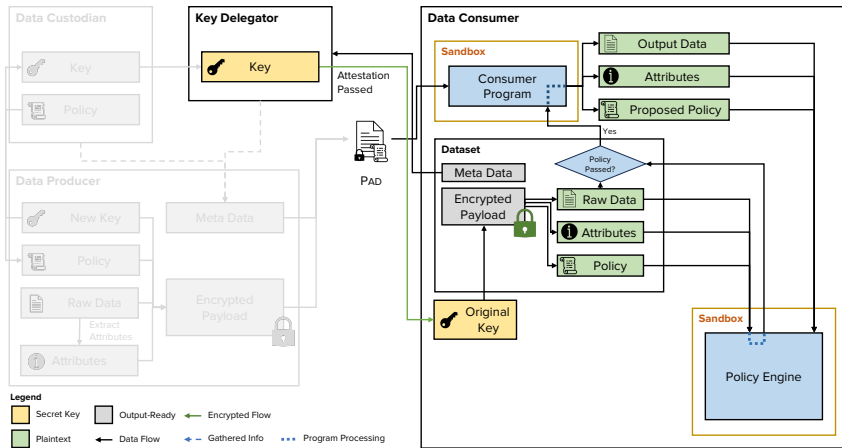 Data Custodian
Key
Policy
Key Delegator
Key
Attestation
Passed
Data Producer
New Key
Policy
Raw Data
Extract
Attributes
Attributes
Meta Data
Encrypted
Payload
PAD
Data Consumer
Sandbox
Consumer
Program
Output Data
Attributes
Proposed Policy
Yes
Dataset
Meta Data
Encrypted
Payload
Policy
Passed?
Raw Data
Attributes
Policy
Original
Key
Sandbox
Policy Engine
Legend
Secret Key
Output-Ready
Encrypted Flow
Plaintext
Data Flow
Gathered Info
Program Processing